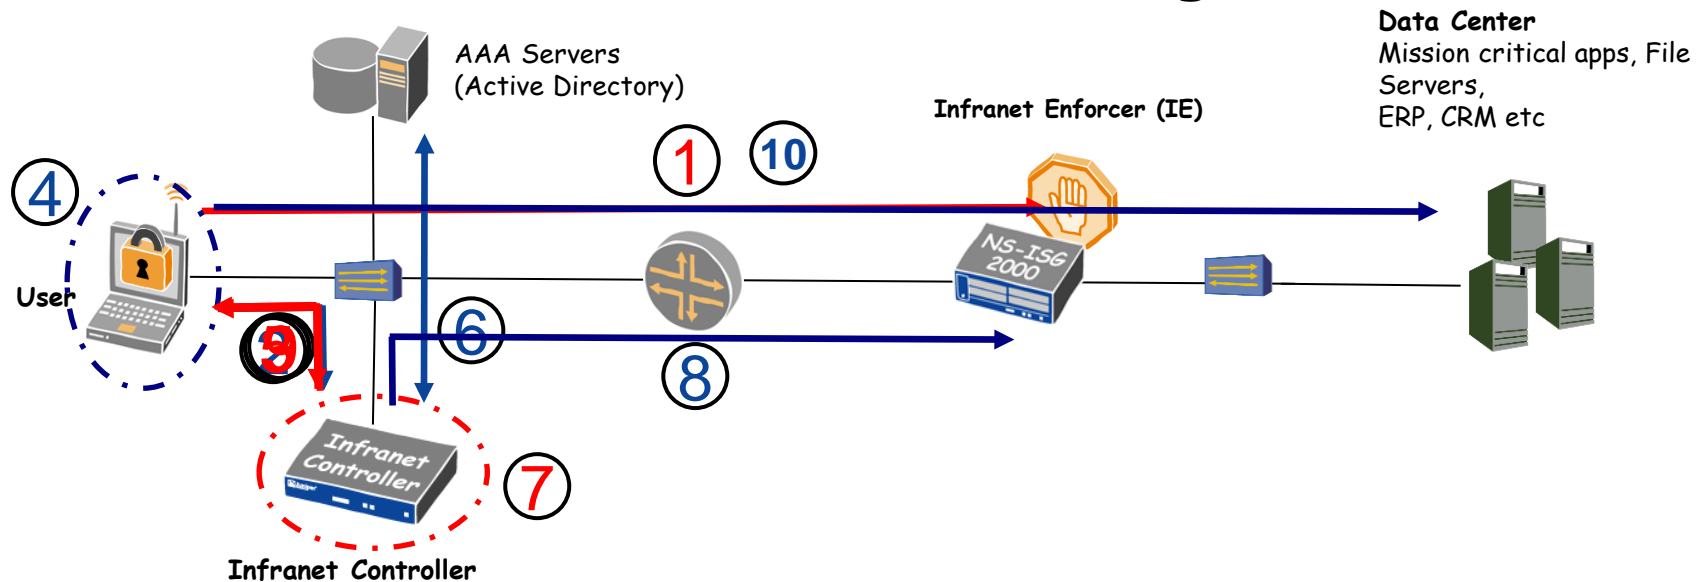 Data Center
Mission critical apps, File
Servers,
ERP, CRM etc
AAA Servers
(Active Directory)
Infranet Enforcer (IE)
1
10
4
NS-ISG
2000
User
9
6
8
Infranet
Controller
7
Infranet Controller